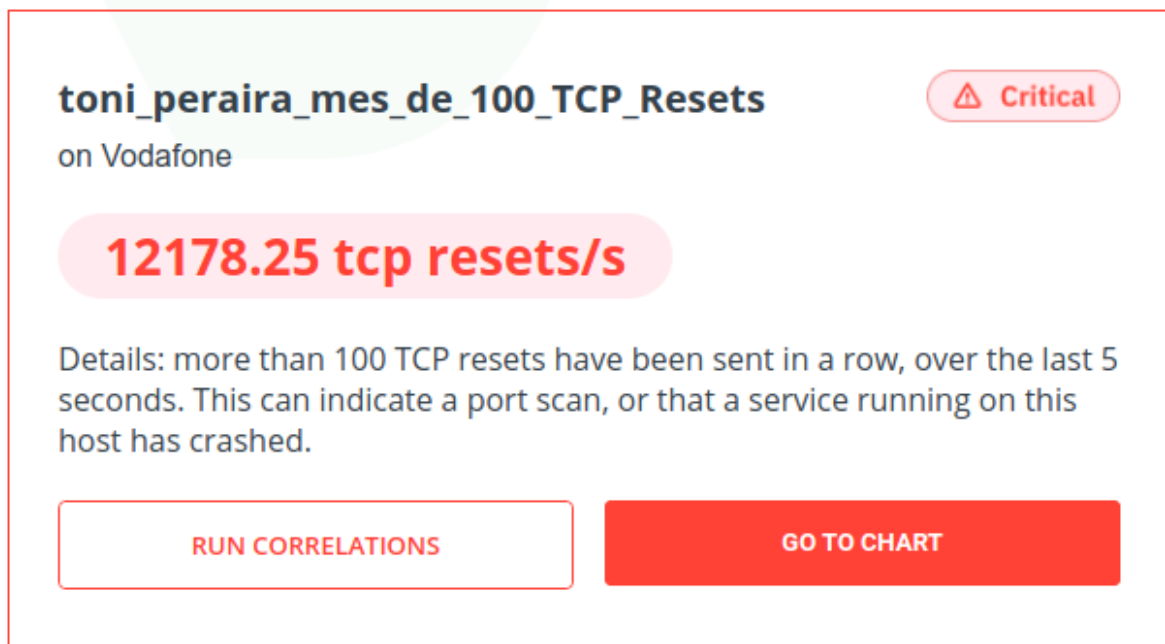 toni_peraira_mes_de_100_TCP_Resets
Critical
on Vodafone
12178.25 tcp resets/s
Details: more than 100 TCP resets have been sent in a row, over the last 5
seconds. This can indicate a port scan, or that a service running on this
host has crashed.
RUN CORRELATIONS
GO TO CHART